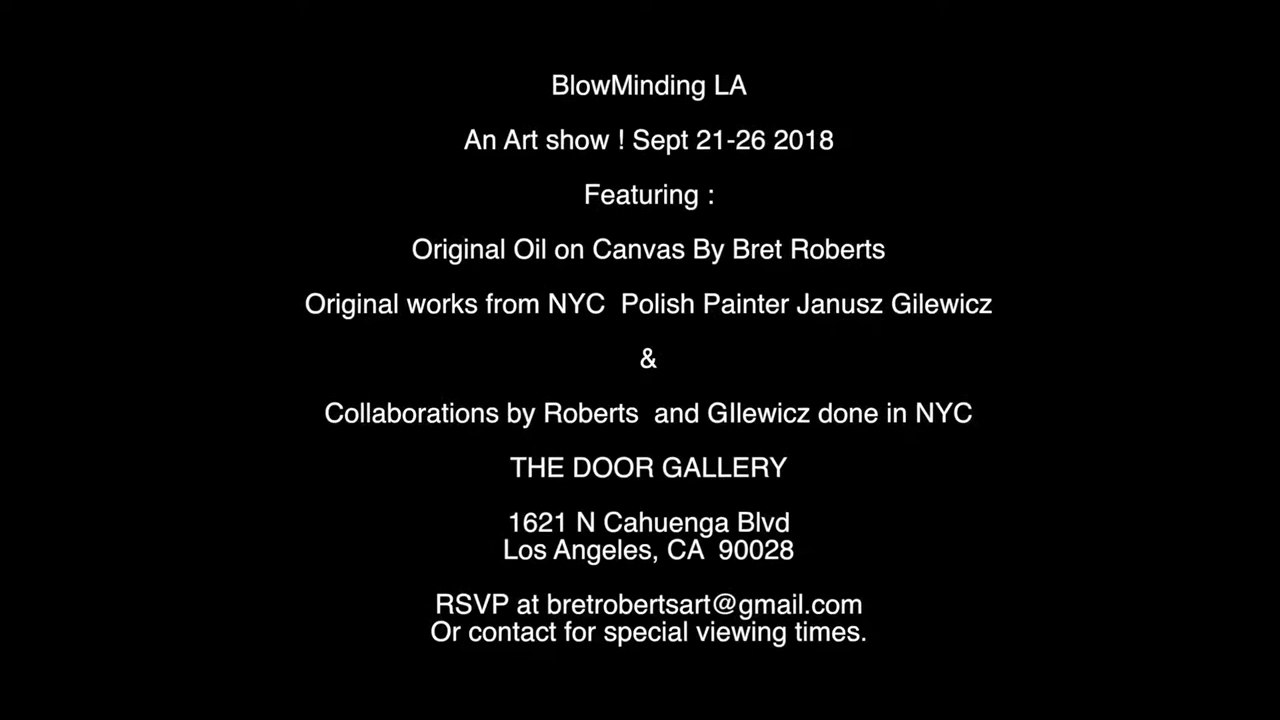 BlowMinding LA
An Art show ! Sept 21-26 2018
Featuring :
Original Oil on Canvas By Bret Roberts
Original works from NYC  Polish Painter Janusz Gilewicz
&
Collaborations by Roberts  and GIlewicz done in NYC
THE DOOR GALLERY
1621 N Cahuenga Blvd
Los Angeles, CA  90028
RSVP at bretrobertsart@gmail.com
Or contact for special viewing times.